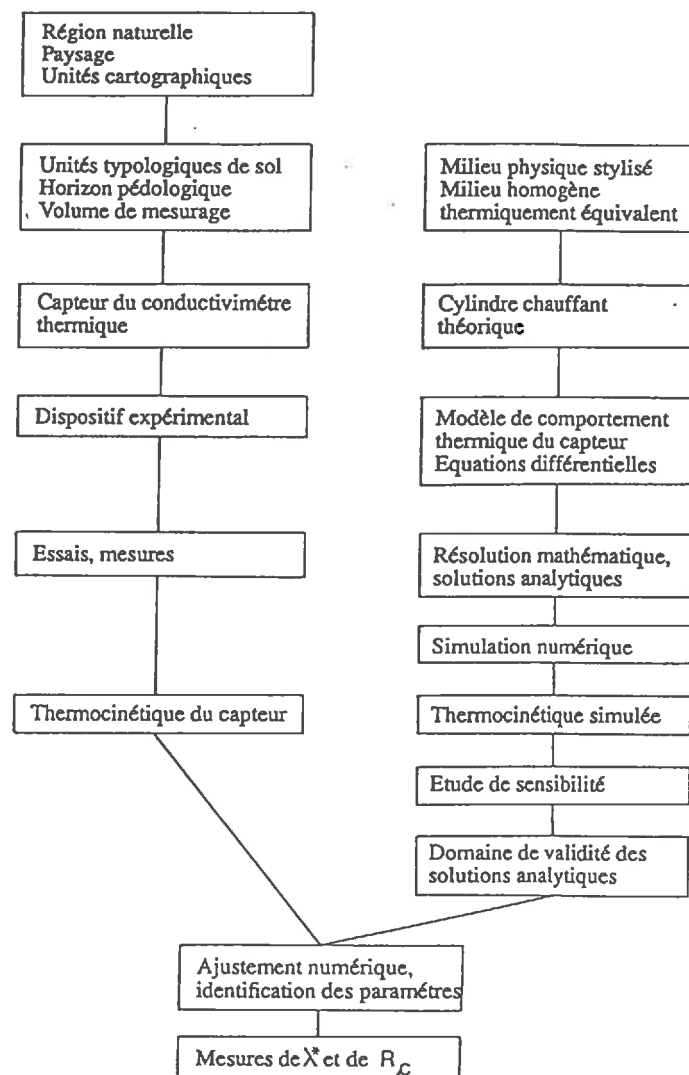 Région naturelle
Paysage
Unités cartographiques
Unités typologiques de sol
Horizon pédologique
Volume de mesurage
Capteur du conductivimétre
thermique
Dispositif expérimental
Essais, mesures
Thermocinétique du capteur
Milieu physique stylisé
Milieu homogène
thermiquement équivalent
Cylindre chauffant
théorique
Modèle de comportement
thermique du capteur
Equations différentielles
Résolution mathématique,
solutions analytiques
Simulation numérique
Thermocinétique simulée
Etude de sensibilité
Domaine de validité des
solutions analytiques
Ajustement numérique,
identification des paramétres
Mesures de λ* et de R_c